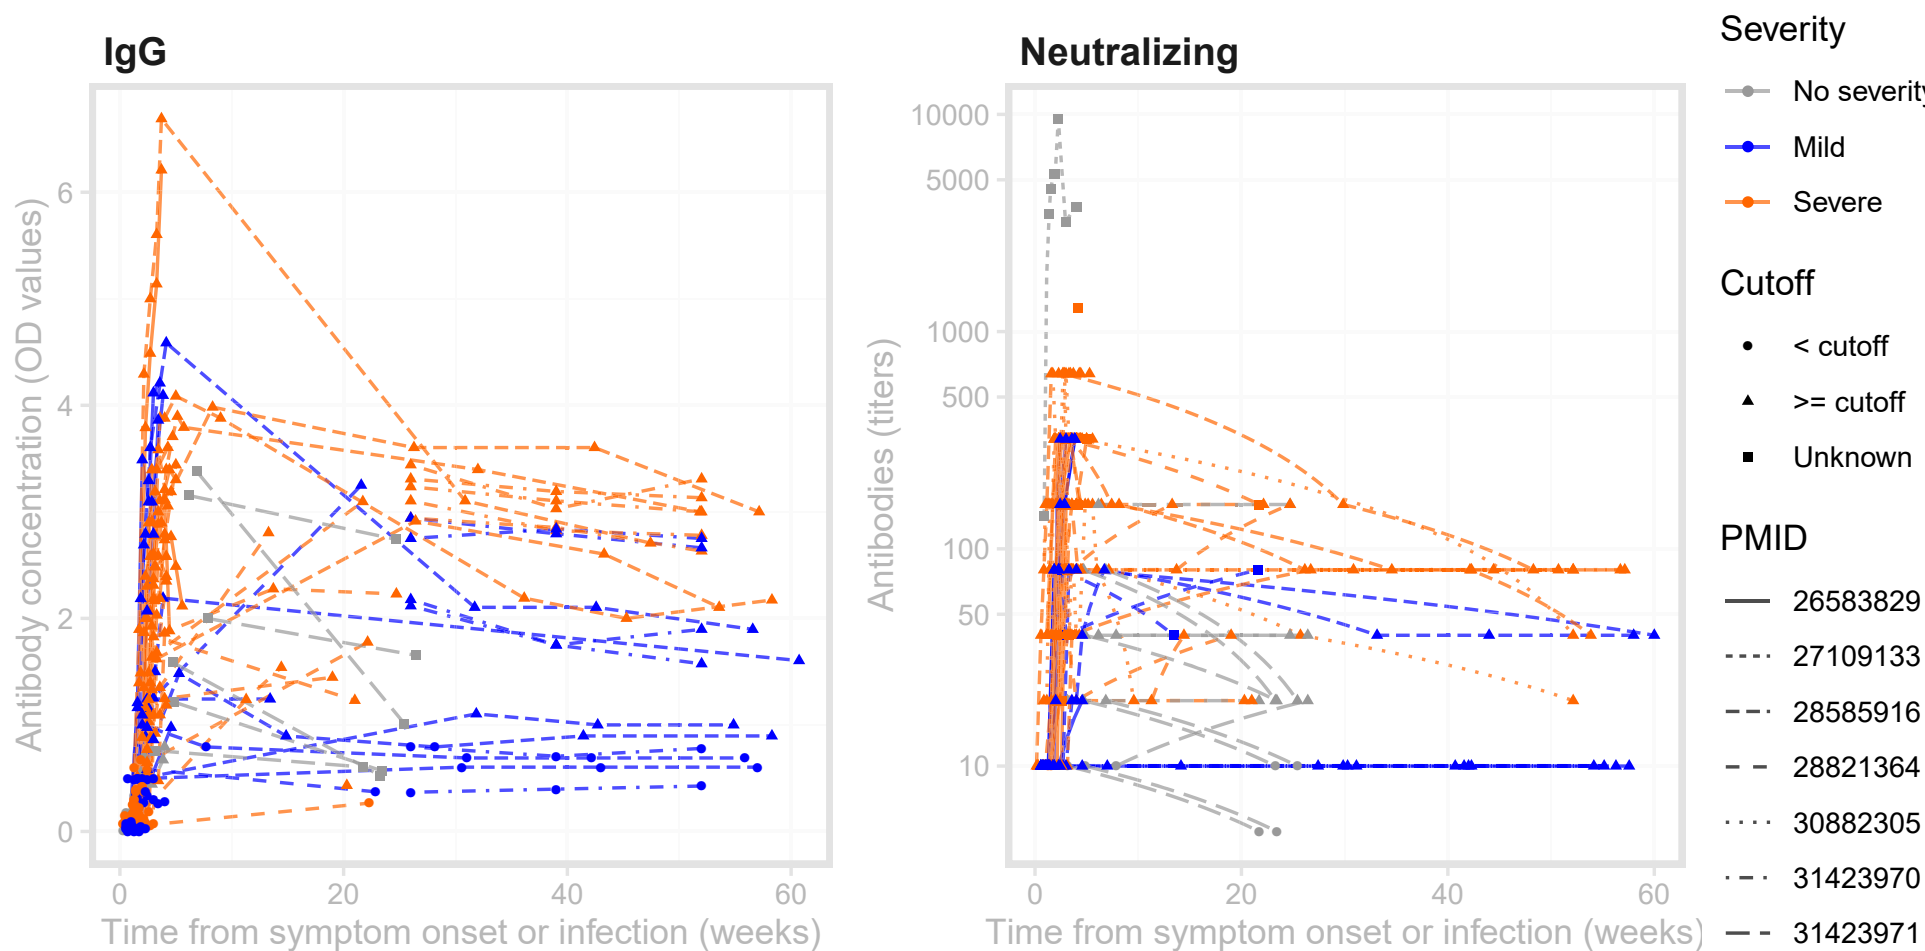 IgG
Antibody concentration (OD values)
6
4
2
0
0 20 40 60
Time from symptom onset or infection (weeks)
Neutralizing
Antibodies (titers)
10000
5000
1000
500
100
50
10
0 20 40 60
Time from symptom onset or infection (weeks)
Severity
No severity
Mild
Severe
Cutoff
< cutoff
>= cutoff
Unknown
PMID
26583829
27109133
28585916
28821364
30882305
31423970
31423971